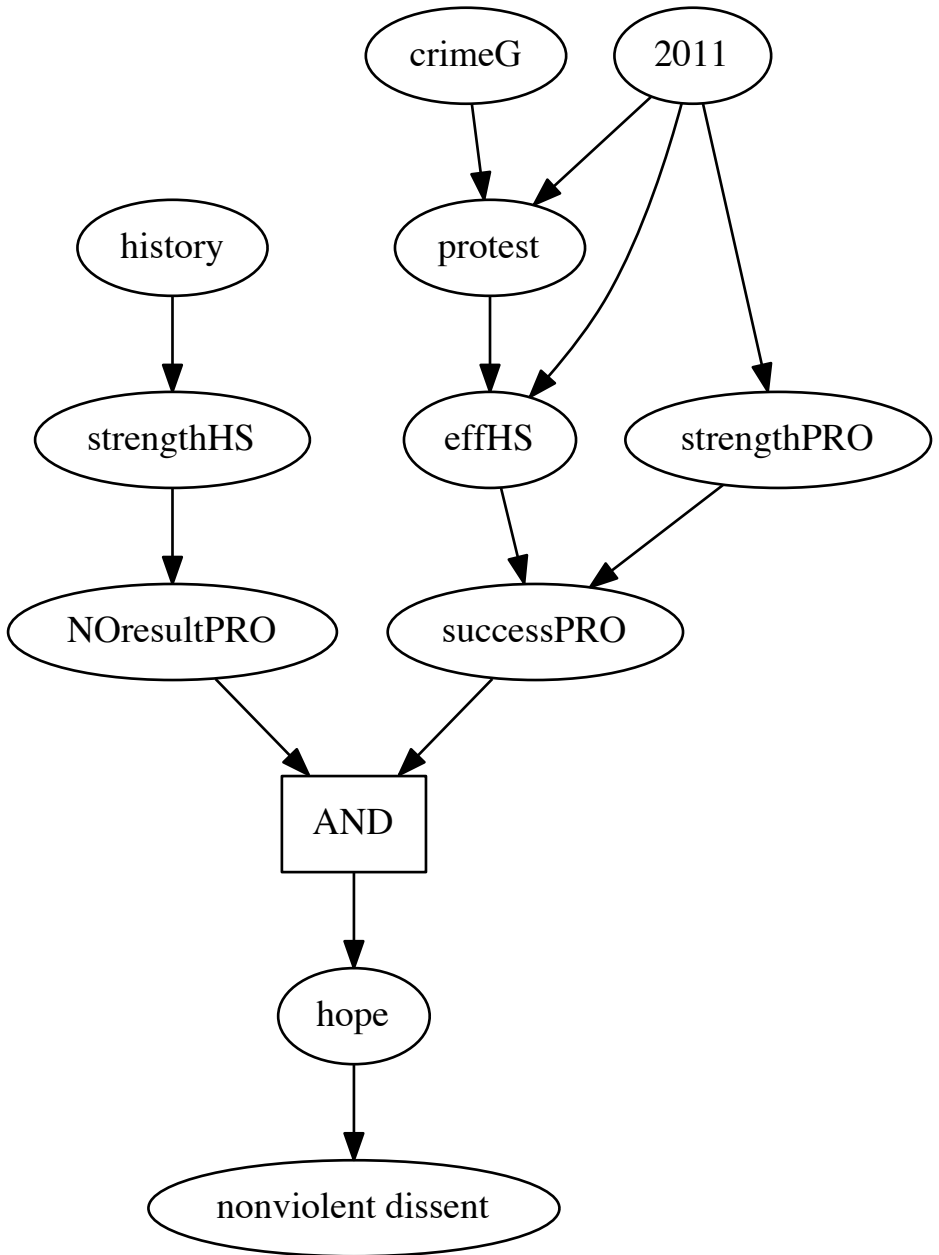 crimeG
2011
history
protest
strengthHS
effHS
strengthPRO
NOresultPRO
successPRO
AND
hope
nonviolent dissent